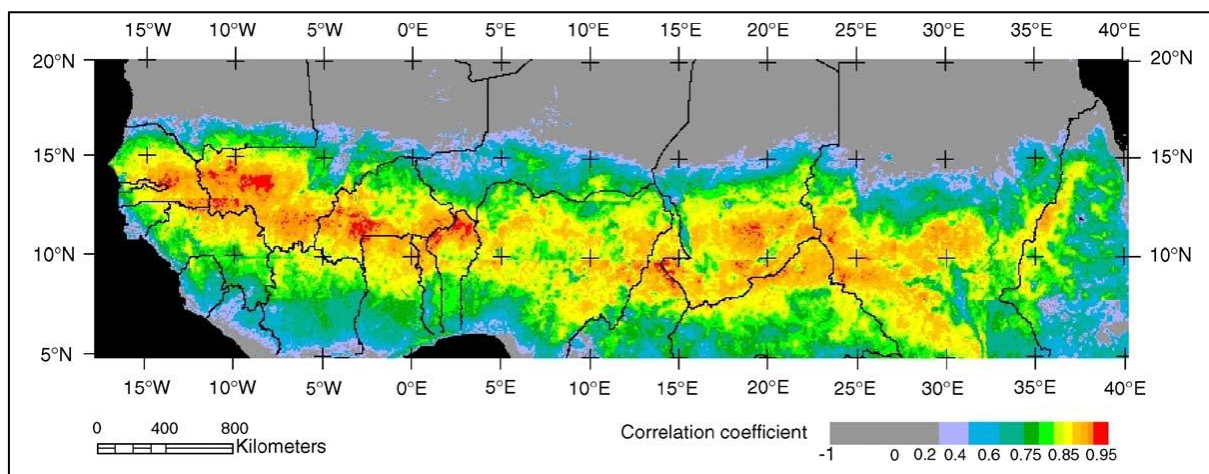 15°W 10°W 5°W 0°E 5°E 10°E 15°E 20°E 25°E 30°E 35°E 40°E
20°N 20°N
15°N 15°N
10°N 10°N
5°N 5°N
15°W 10°W 5°W 0°E 5°E 10°E 15°E 20°E 25°E 30°E 35°E 40°E
0 400 800
Kilometers
Correlation coefficient
-1 0 0.2 0.4 0.6 0.75 0.85 0.95